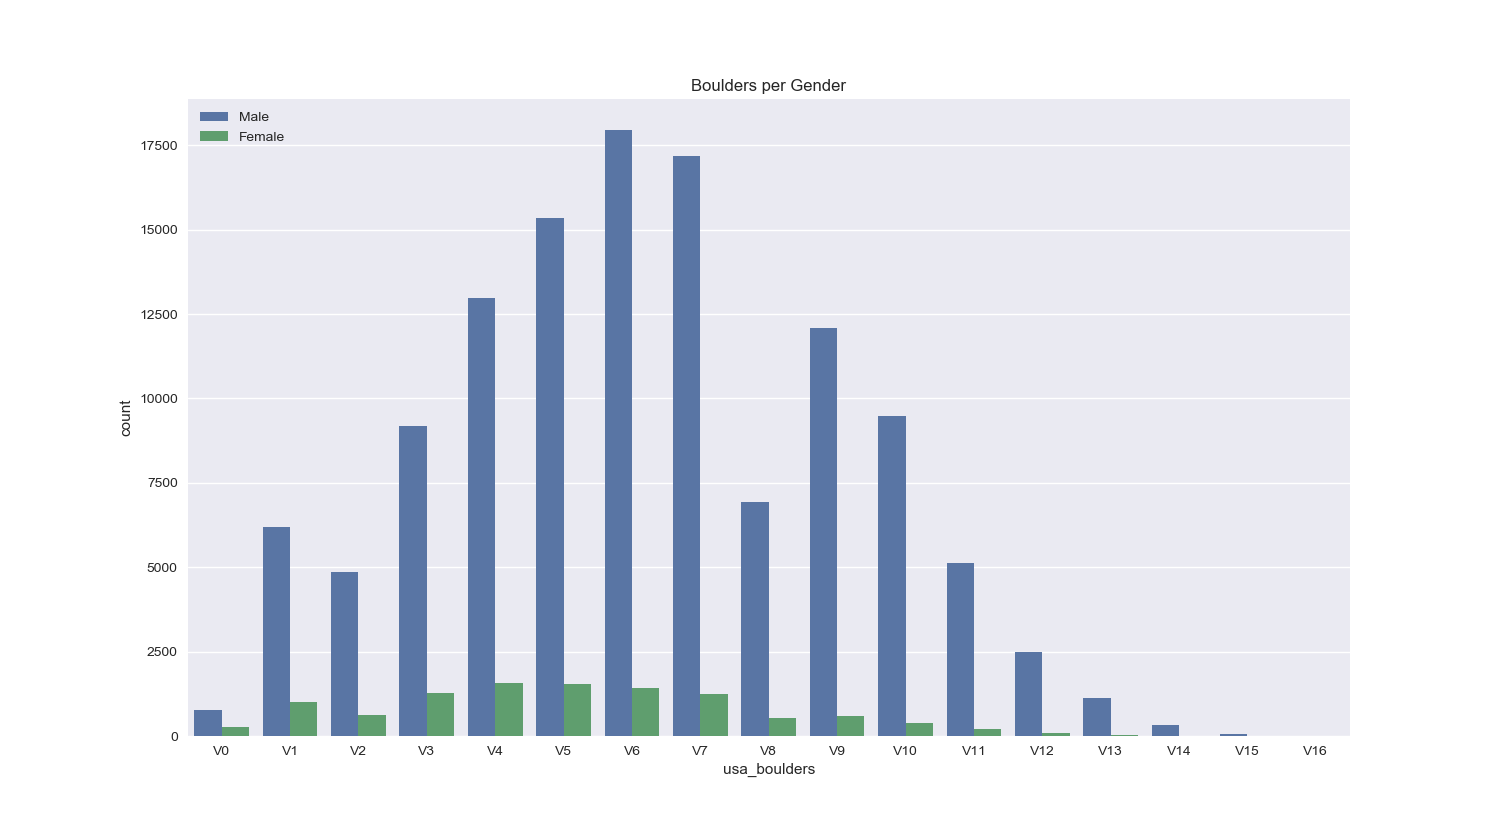 Boulders per Gender
Male
Female
17500
15000
12500
10000
7500
5000
2500
0
count
V0 V1 V2 V3 V4 V5 V6 V7 V8 V9 V10 V11 V12 V13 V14 V15 V16
usa_boulders